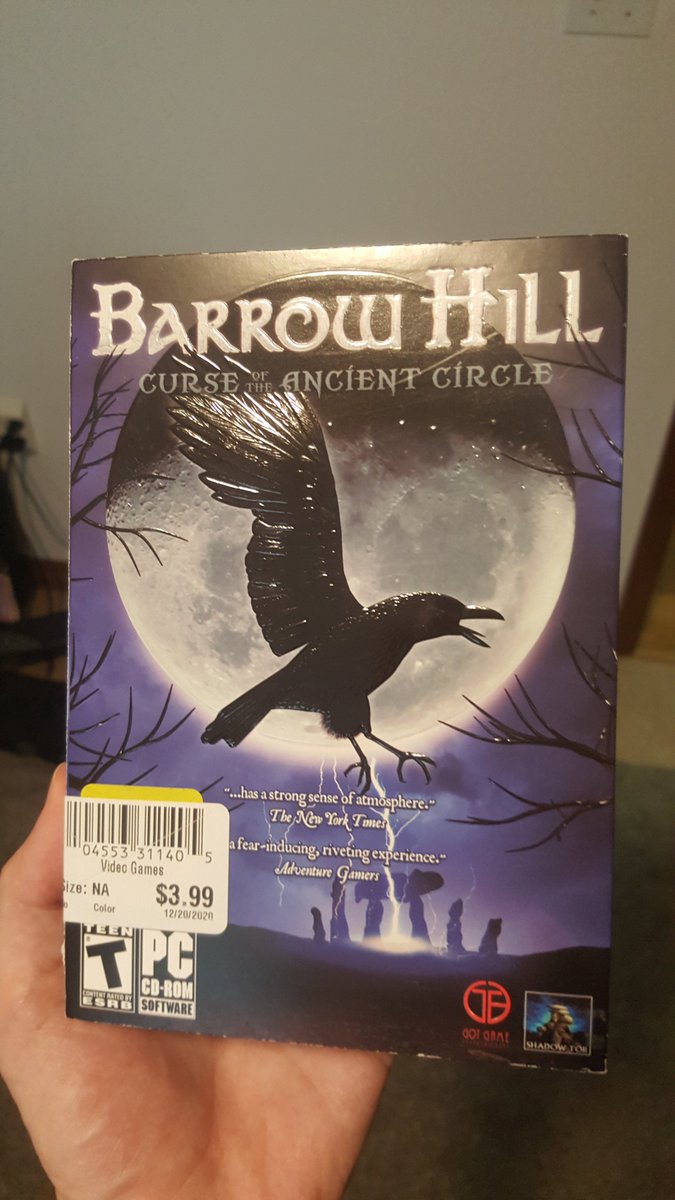 BARROW HILL
CURSE OF THE ANCIENT CIRCLE
"...has a strong sense of atmosphere."
The New York Times
a fear-inducing, riveting experience."
Adventure Gamers
04553 31140 5
Video Games
Size: NA
$3.99
Color
12/20/2020
TEEN
T
CONTENT RATED BY
ESRB
PC
CD-ROM
SOFTWARE
GOT GAME
SHADOW TOR